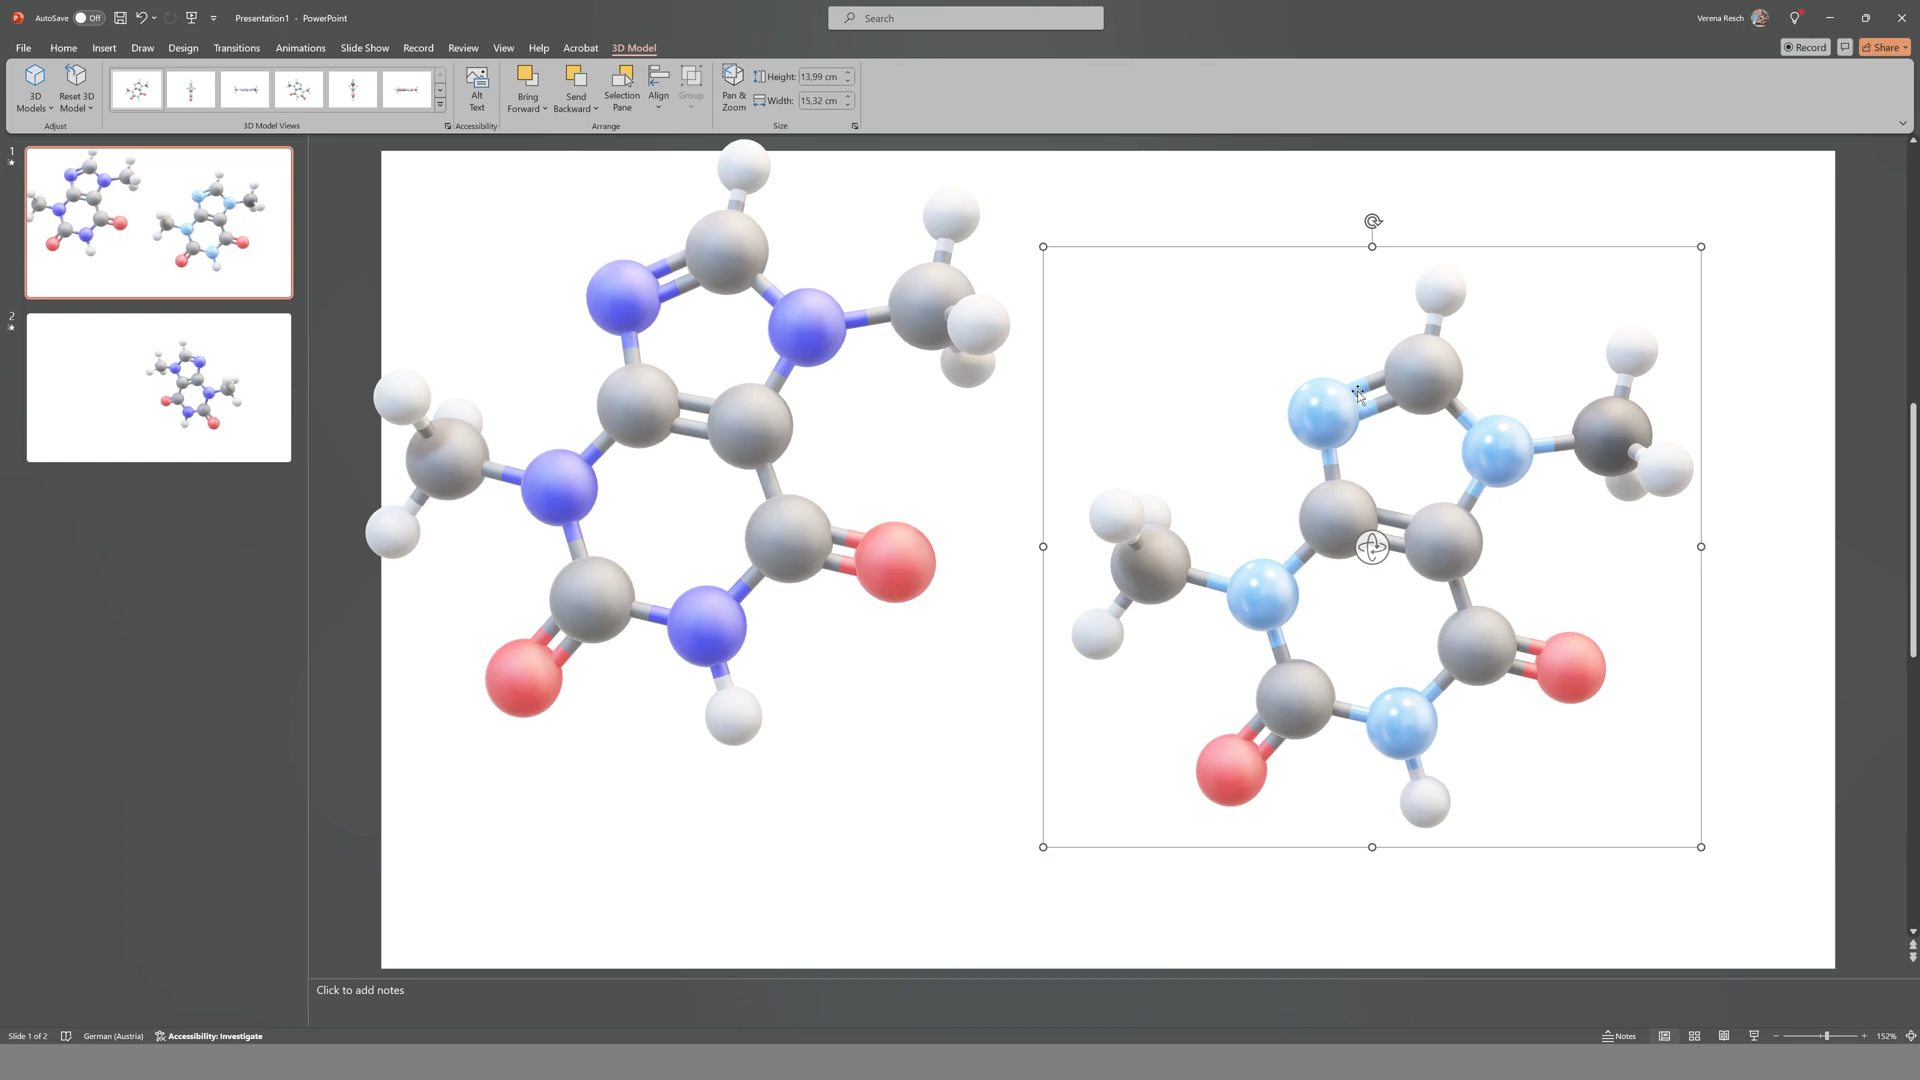 AutoSave Off Presentation1 - PowerPoint Search Verena Resch
File Home Insert Draw Design Transitions Animations Slide Show Record Review View Help Acrobat 3D Model Record Share
3D Models Reset 3D Model Alt Text Bring Forward Send Backward Selection Pane Align Group Pan & Zoom Height: 13,99 cm
Width: 15,32 cm
Adjust 3D Model Views Accessibility Arrange Size
1
2
Click to add notes
Slide 1 of 2 German (Austria) Accessibility: Investigate Notes 152%